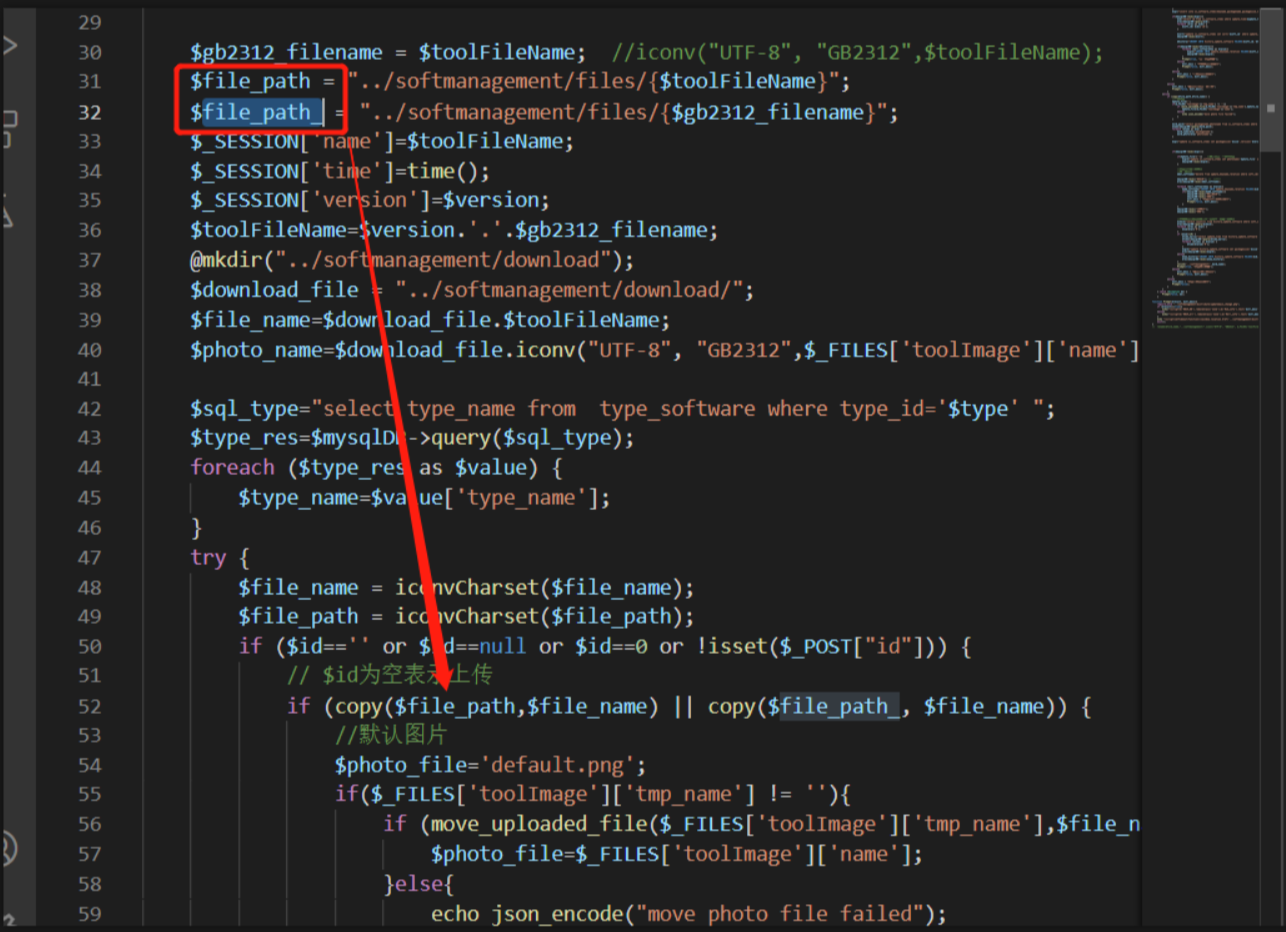 29
30 $gb2312_filename = $toolFileName; //iconv("UTF-8", "GB2312",$toolFileName);
31 $file_path = "../softmanagement/files/{$toolFileName}";
32 $file_path_ = "../softmanagement/files/{$gb2312_filename}";
33 $_SESSION['name']=$toolFileName;
34 $_SESSION['time']=time();
35 $_SESSION['version']=$version;
36 $toolFileName=$version.'.'.$gb2312_filename;
37 @mkdir("../softmanagement/download");
38 $download_file = "../softmanagement/download/";
39 $file_name=$download_file.$toolFileName;
40 $photo_name=$download_file.iconv("UTF-8", "GB2312",$_FILES['toolImage']['name']
41
42 $sql_type="select type_name from  type_software where type_id='$type' ";
43 $type_res=$mysqlDB->query($sql_type);
44 foreach ($type_res as $value) {
45 $type_name=$value['type_name'];
46 }
47 try {
48 $file_name = iconvCharset($file_name);
49 $file_path = iconvCharset($file_path);
50 if ($id=='' or $id==null or $id==0 or !isset($_POST["id"])) {
51 // $id为空表示上传
52 if (copy($file_path,$file_name) || copy($file_path_, $file_name)) {
53 //默认图片
54 $photo_file='default.png';
55 if($_FILES['toolImage']['tmp_name'] != ''){
56 if (move_uploaded_file($_FILES['toolImage']['tmp_name'],$file_n
57 $photo_file=$_FILES['toolImage']['name'];
58 }else{
59 echo json_encode("move photo file failed");